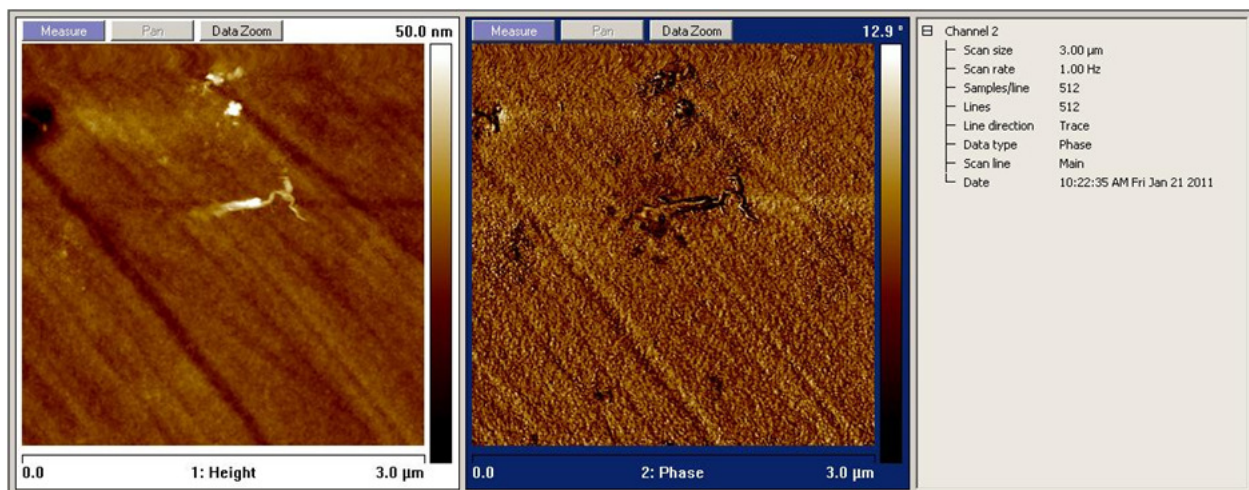 Measure Pan Data Zoom 50.0 nm
0.0 1: Height 3.0 µm
Measure Pan Data Zoom 12.9 °
0.0 2: Phase 3.0 µm
Channel 2
Scan size 3.00 µm
Scan rate 1.00 Hz
Samples/line 512
Lines 512
Line direction Trace
Data type Phase
Scan line Main
Date 10:22:35 AM Fri Jan 21 2011